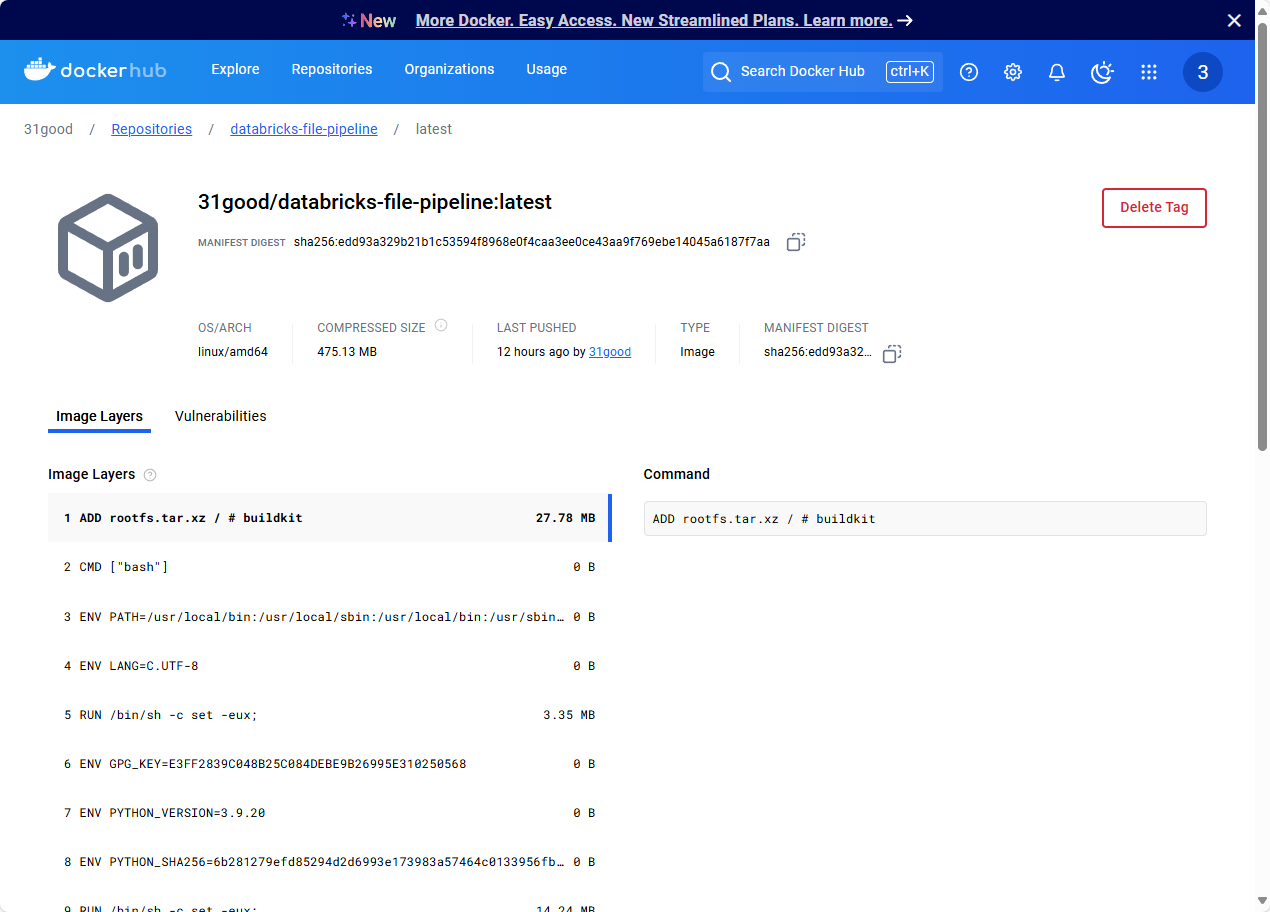 New More Docker. Easy Access. New Streamlined Plans. Learn more.
dockerhub Explore Repositories Organizations Usage Search Docker Hub ctrl+K 3
31good / Repositories / databricks-file-pipeline / latest
31good/databricks-file-pipeline:latest
Delete Tag
MANIFEST DIGEST sha256:edd93a329b21b1c53594f8968e0f4caa3ee0ce43aa9f769ebe14045a6187f7aa
OS/ARCH COMPRESSED SIZE LAST PUSHED TYPE MANIFEST DIGEST
linux/amd64 475.13 MB 12 hours ago by 31good Image sha256:edd93a32...
Image Layers Vulnerabilities
Image Layers Command
1 ADD rootfs.tar.xz / # buildkit 27.78 MB ADD rootfs.tar.xz / # buildkit
2 CMD ["bash"] 0 B
3 ENV PATH=/usr/local/bin:/usr/local/sbin:/usr/local/bin:/usr/sbin… 0 B
4 ENV LANG=C.UTF-8 0 B
5 RUN /bin/sh -c set -eux; 3.35 MB
6 ENV GPG_KEY=E3FF2839C048B25C084DEBE9B26995E310250568 0 B
7 ENV PYTHON_VERSION=3.9.20 0 B
8 ENV PYTHON_SHA256=6b281279efd85294d2d6993e173983a57464c0133956fb… 0 B
9 RUN /bin/sh -c set -eux; 14.24 MB